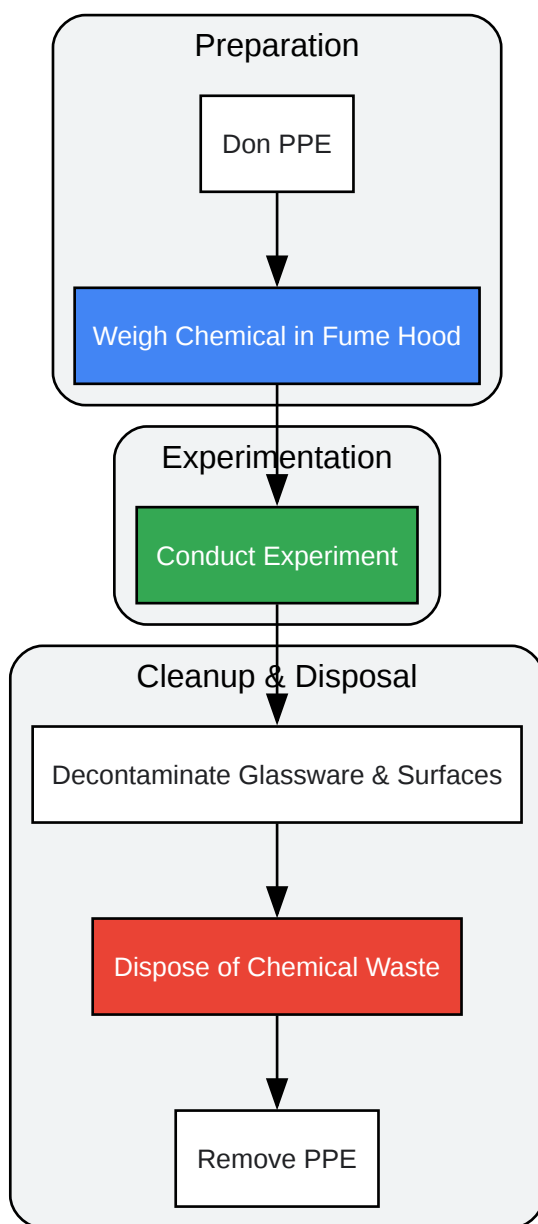 Preparation
Don PPE
Weigh Chemical in Fume Hood
Experimentation
Conduct Experiment
Cleanup & Disposal
Decontaminate Glassware & Surfaces
Dispose of Chemical Waste
Remove PPE